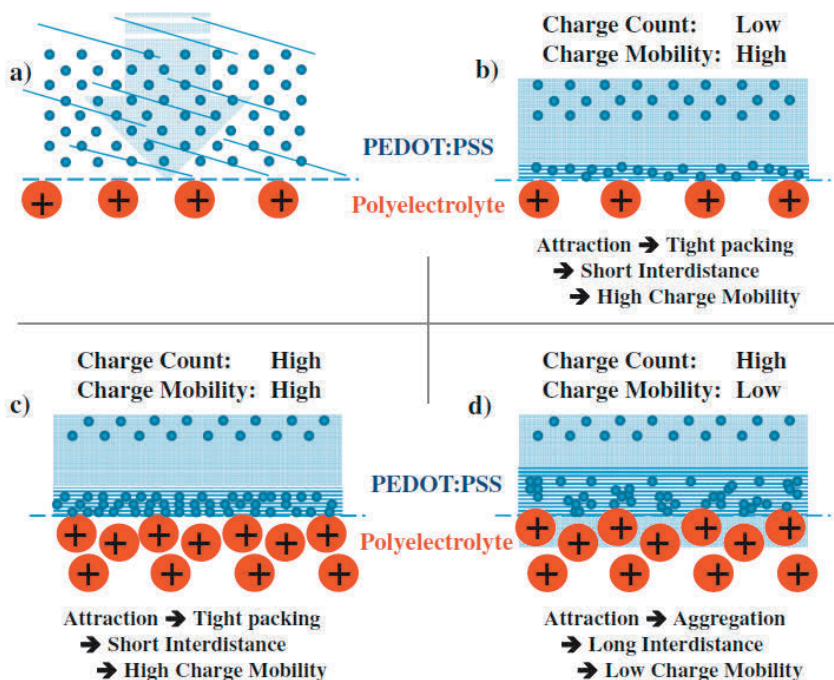 a)
+ + + +
PEDOT:PSS
Polyelectrolyte
Charge Count: Low
Charge Mobility: High
b)
+ + + +
Attraction ➔ Tight packing
➔ Short Interdistance
➔ High Charge Mobility
Charge Count: High
Charge Mobility: High
c)
+ + + + + + +
+ + + +
Attraction ➔ Tight packing
➔ Short Interdistance
➔ High Charge Mobility
PEDOT:PSS
Polyelectrolyte
Charge Count: High
Charge Mobility: Low
d)
+ + + + + + +
+ + + +
Attraction ➔ Aggregation
➔ Long Interdistance
➔ Low Charge Mobility